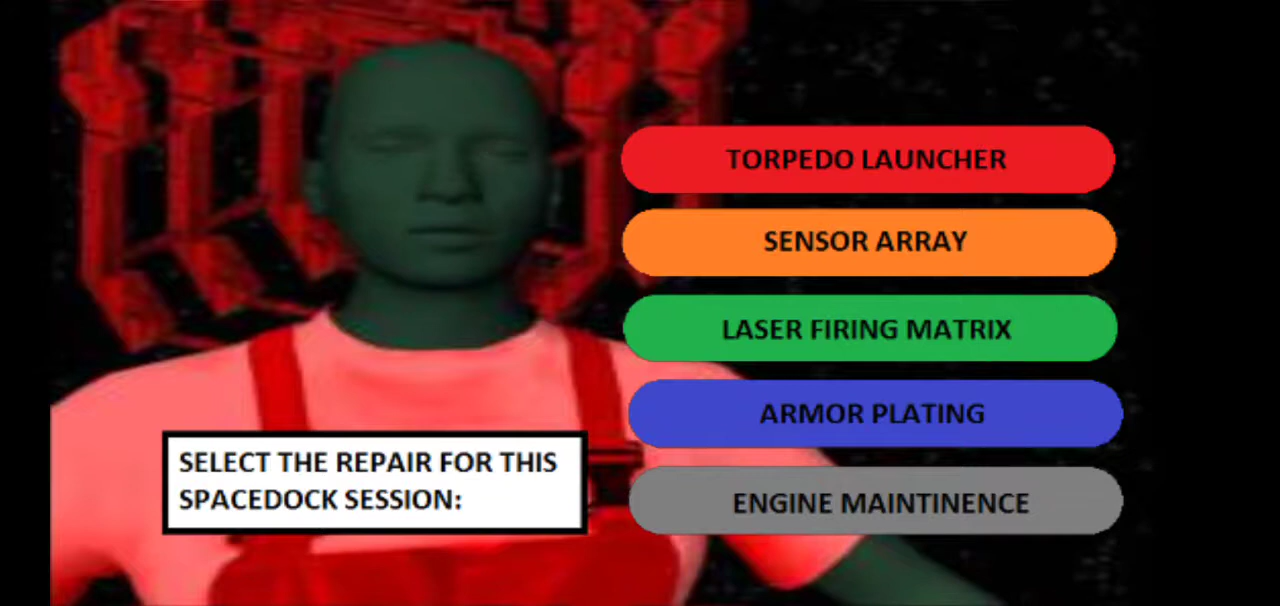 TORPEDO LAUNCHER
SENSOR ARRAY
LASER FIRING MATRIX
ARMOR PLATING
SELECT THE REPAIR FOR THIS
SPACEDOCK SESSION:
ENGINE MAINTINENCE